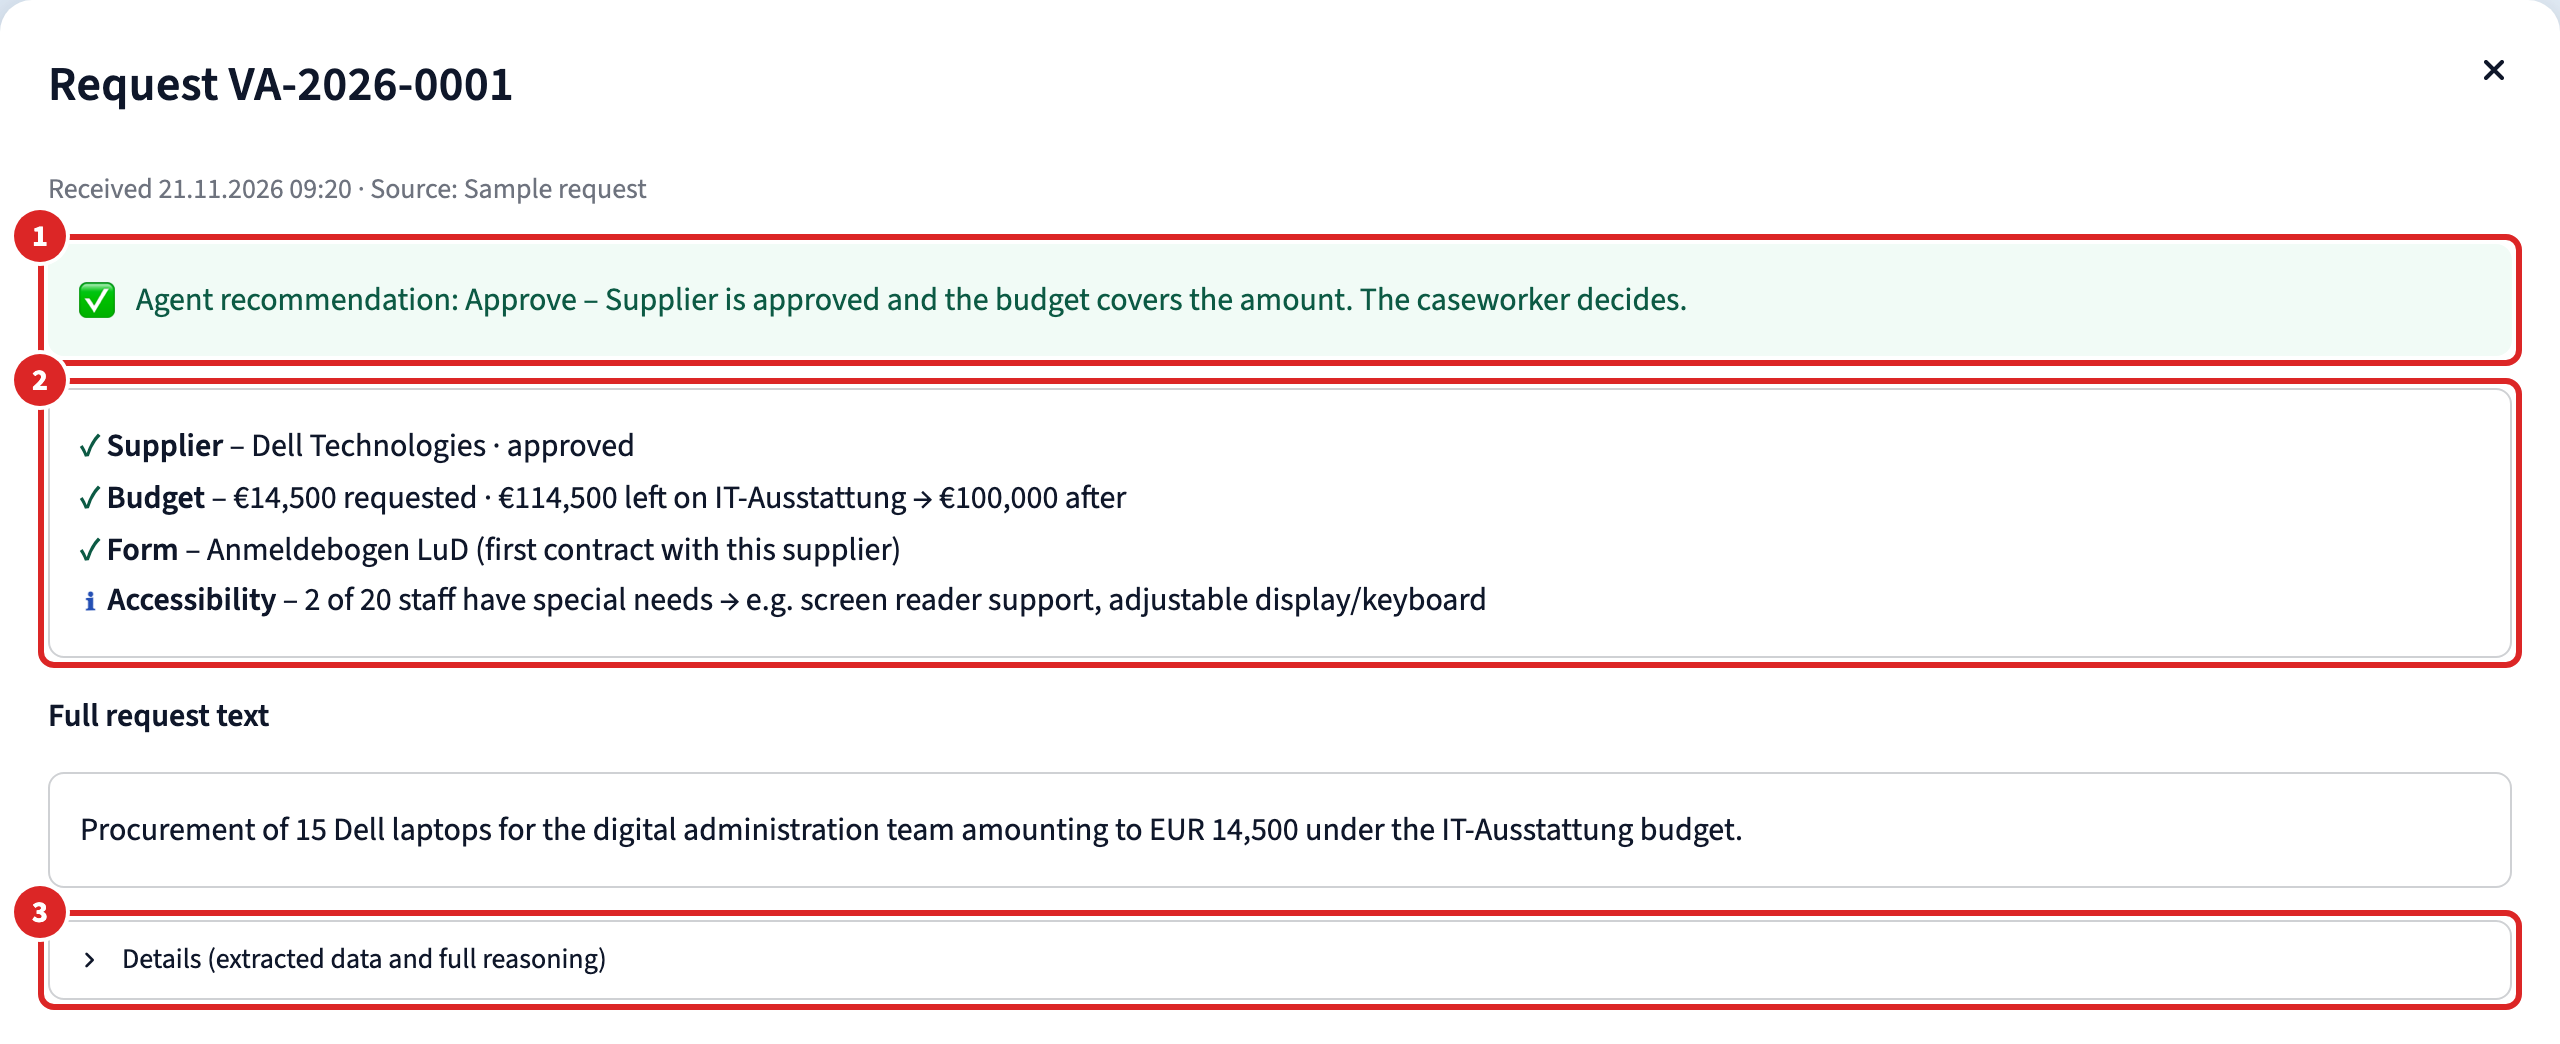 Request VA-2026-0001
Received 21.11.2026 09:20 · Source: Sample request
1
✅ Agent recommendation: Approve – Supplier is approved and the budget covers the amount. The caseworker decides.
2
✓ Supplier – Dell Technologies · approved
✓ Budget – €14,500 requested · €114,500 left on IT-Ausstattung → €100,000 after
✓ Form – Anmeldebogen LuD (first contract with this supplier)
ℹ Accessibility – 2 of 20 staff have special needs → e.g. screen reader support, adjustable display/keyboard
Full request text
Procurement of 15 Dell laptops for the digital administration team amounting to EUR 14,500 under the IT-Ausstattung budget.
3
Details (extracted data and full reasoning)